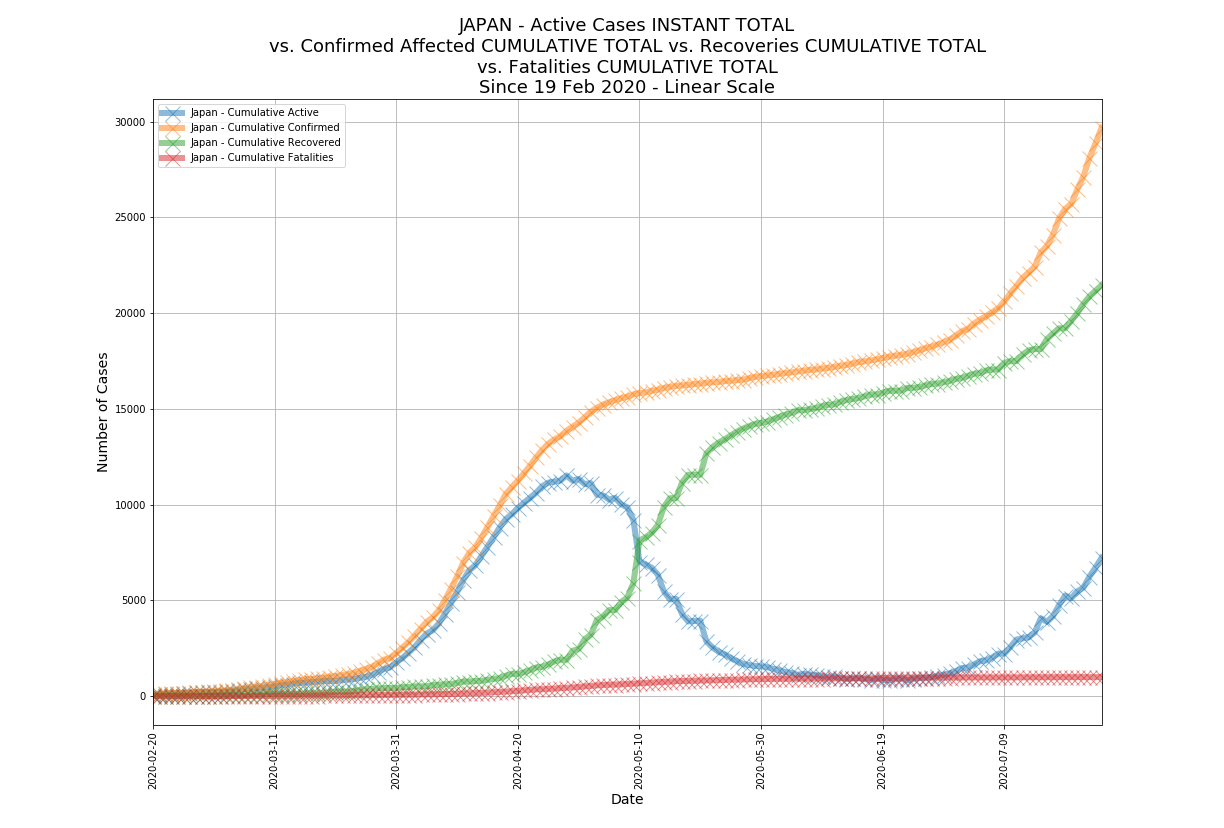 JAPAN - Active Cases INSTANT TOTAL
vs. Confirmed Affected CUMULATIVE TOTAL vs. Recoveries CUMULATIVE TOTAL
vs. Fatalities CUMULATIVE TOTAL
Since 19 Feb 2020 - Linear Scale
Japan - Cumulative Active
Japan - Cumulative Confirmed
Japan - Cumulative Recovered
Japan - Cumulative Fatalities
Number of Cases
30000
25000
20000
15000
10000
5000
0
2020-02-20
2020-03-11
2020-03-31
2020-04-20
2020-05-10
2020-05-30
2020-06-19
2020-07-09
Date